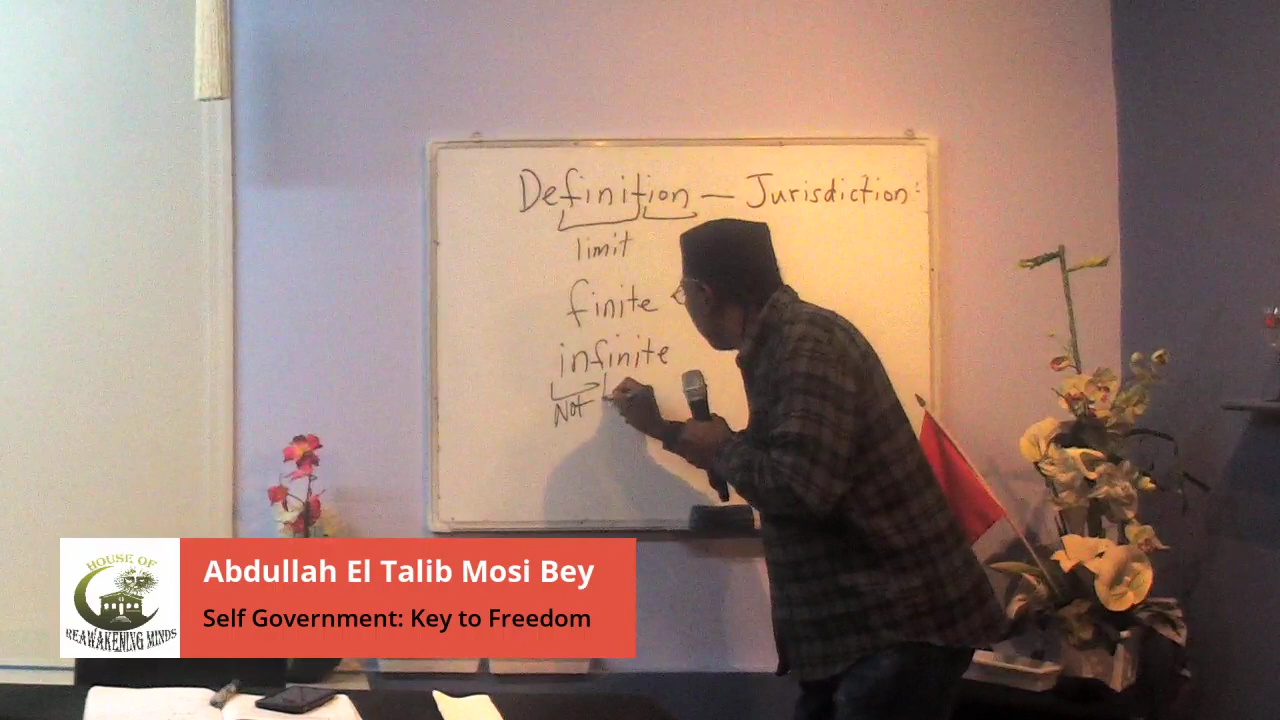 Definition — Jurisdiction:
limit
finite
infinite
Not
HOUSE OF
REAWAKENING MINDS
Abdullah El Talib Mosi Bey
Self Government: Key to Freedom